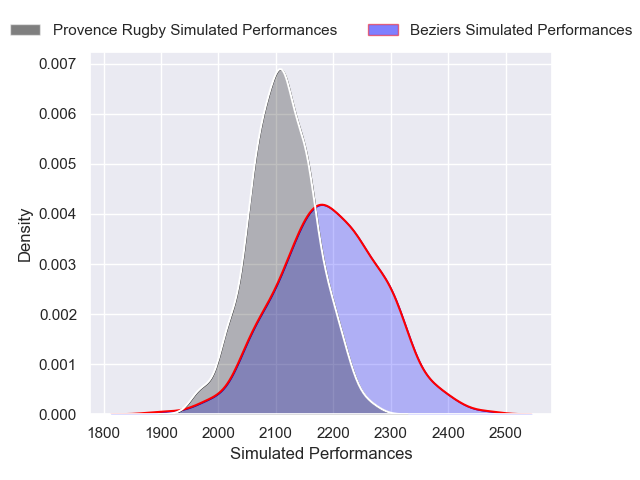 Provence Rugby Simulated Performances
Beziers Simulated Performances
0.007
0.006
0.005
0.004
0.003
0.002
0.001
0.000
Density
1800 1900 2000 2100 2200 2300 2400 2500
Simulated Performances